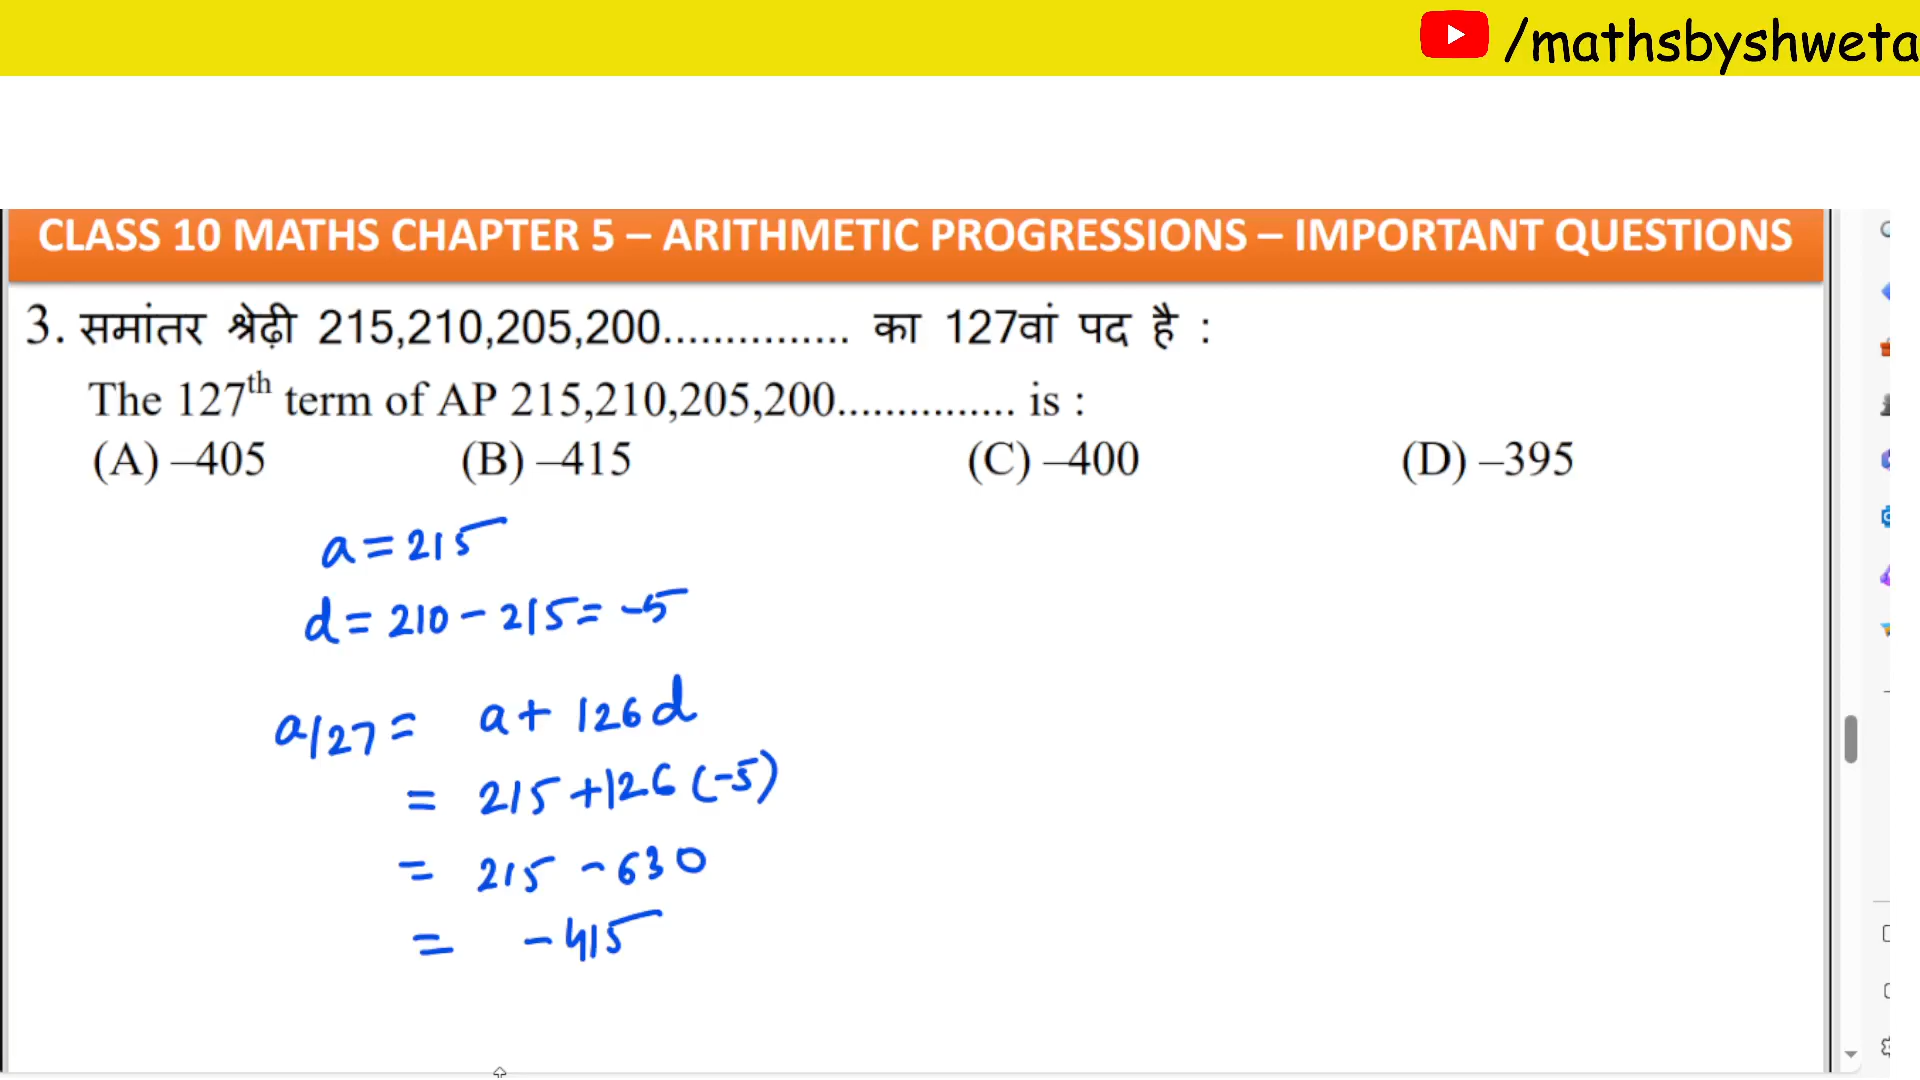 /mathsbyshweta
CLASS 10 MATHS CHAPTER 5 – ARITHMETIC PROGRESSIONS – IMPORTANT QUESTIONS
3. समांतर श्रेढ़ी 215,210,205,200............... का 127वां पद है :
The 127th term of AP 215,210,205,200............... is :
(A) –405 (B) –415 (C) –400 (D) –395
a = 215
d = 210 - 215 = -5
a127 = a + 126d
= 215 + 126 (-5)
= 215 - 630
= - 415